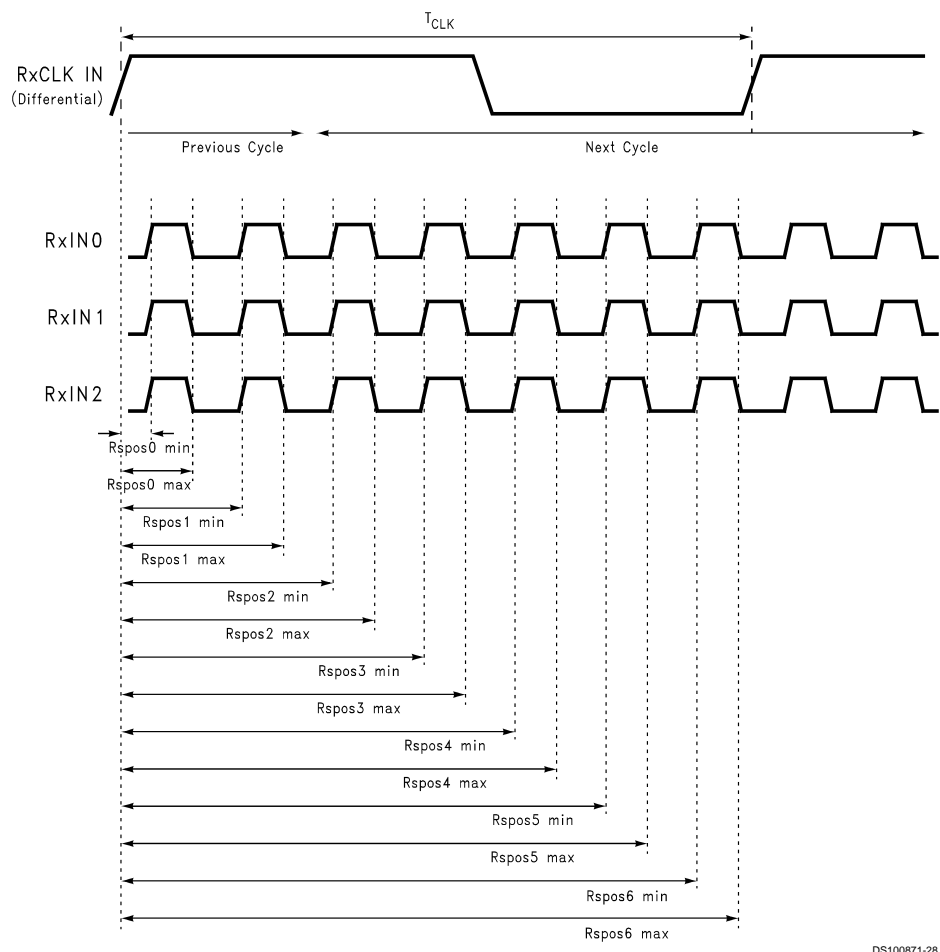 TCLK
RxCLK IN
(Differential)
Previous Cycle
Next Cycle
RxIN0
RxIN1
RxIN2
Rspos0 min
Rspos0 max
Rspos1 min
Rspos1 max
Rspos2 min
Rspos2 max
Rspos3 min
Rspos3 max
Rspos4 min
Rspos4 max
Rspos5 min
Rspos5 max
Rspos6 min
Rspos6 max
DS100871-28